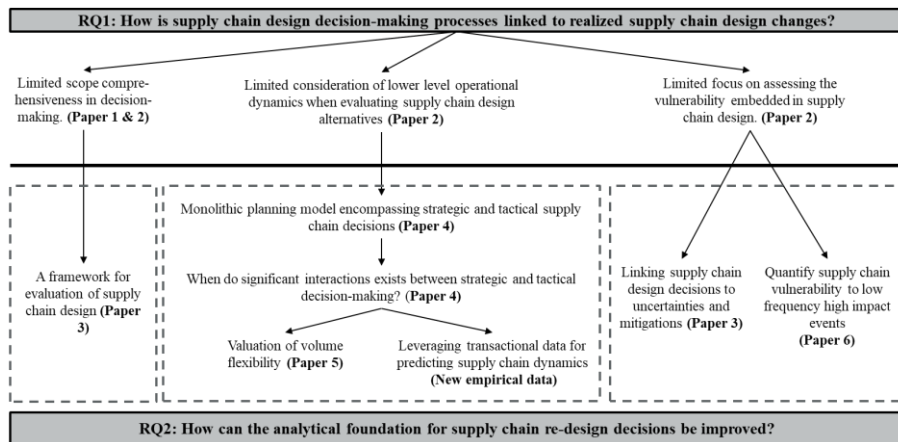 RQ1: How is supply chain design decision-making processes linked to realized supply chain design changes?
Limited scope compre-
hensiveness in decision-
making. (Paper 1 & 2)
Limited consideration of lower level operational
dynamics when evaluating supply chain design
alternatives (Paper 2)
Limited focus on assessing the
vulnerability embedded in supply
chain design. (Paper 2)
A framework for
evaluation of supply
chain design (Paper
3)
Monolithic planning model encompassing strategic and tactical supply
chain decisions (Paper 4)
When do significant interactions exists between strategic and tactical
decision-making? (Paper 4)
Valuation of volume
flexibility (Paper 5)
Leveraging transactional data for
predicting supply chain dynamics
(New empirical data)
Linking supply chain
design decisions to
uncertainties and
mitigations (Paper 3)
Quantify supply chain
vulnerability to low
frequency high impact
events
(Paper 6)
RQ2: How can the analytical foundation for supply chain re-design decisions be improved?